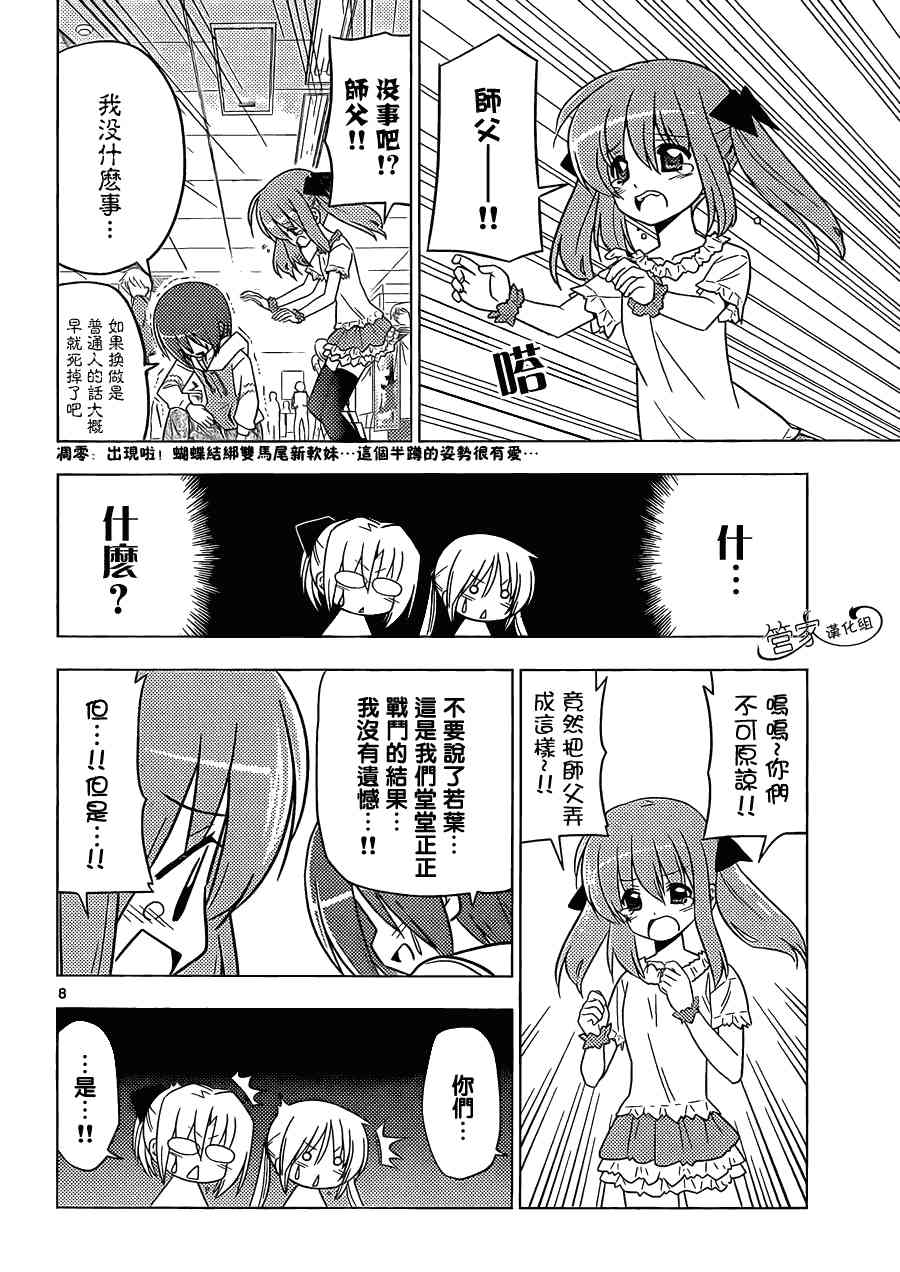 師父——!!
嗒
没事吧!?
師父!!
我没什麼事…
如果換做是
普通人的話大概
早就死掉了吧
凋零：出現啦！蝴蝶結綁雙馬尾新軟妹…這個半蹲的姿勢很有愛…
什…
什麼？
管家漢化組
嗚嗚~你們
不可原諒!!
竟然把師父弄
成這樣~!!
不要說了若葉…
這是我們堂堂正正
戰鬥的結果…
我沒有遺憾…!!
但…!!但是…!!
8
你們…
…是…!!